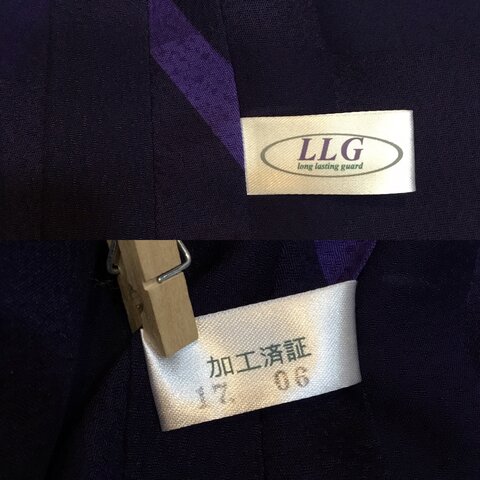 LLG
long lasting guard
加工済証
17. 06